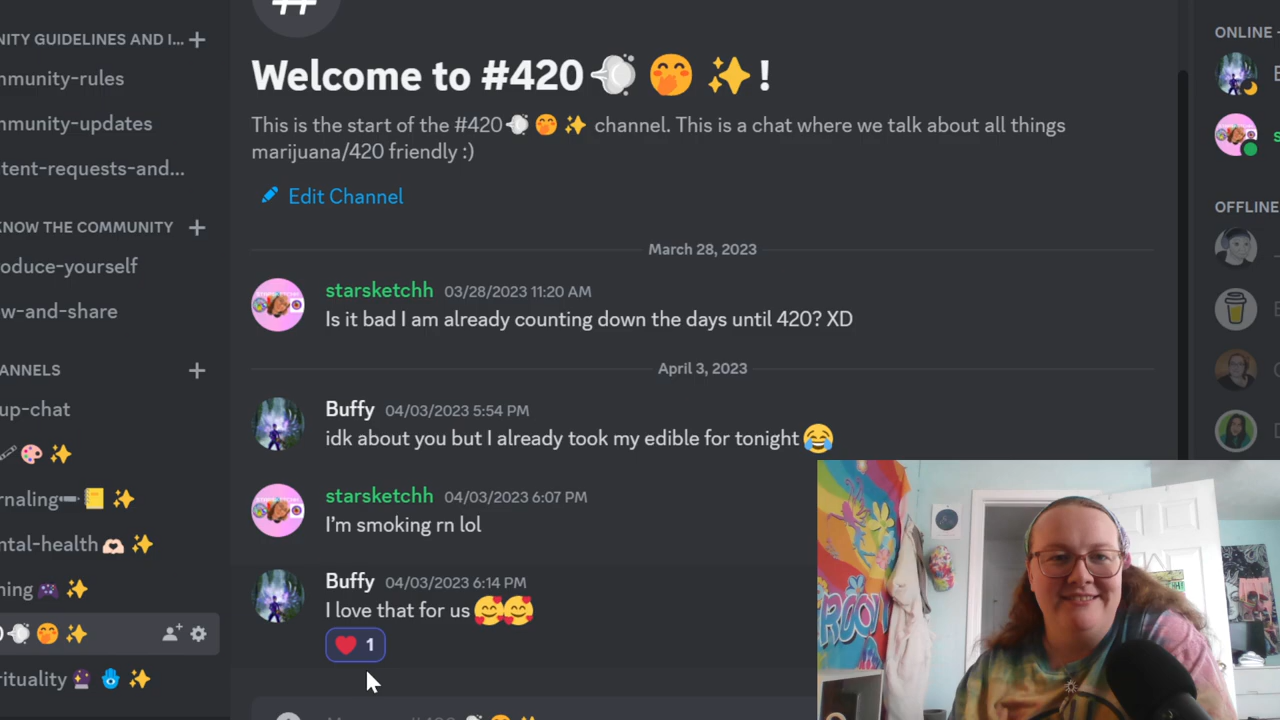 NITY GUIDELINES AND I...
mmunity-rules
mmunity-updates
tent-requests-and...
KNOW THE COMMUNITY
oduce-yourself
w-and-share
ANNELS
up-chat
rnaling
ntal-health
ning
rituality
Welcome to #420💨🤭✨!
This is the start of the #420💨🤭✨ channel. This is a chat where we talk about all things
marijuana/420 friendly :)
Edit Channel
March 28, 2023
starsketchh 03/28/2023 11:20 AM
Is it bad I am already counting down the days until 420? XD
April 3, 2023
Buffy 04/03/2023 5:54 PM
idk about you but I already took my edible for tonight😂
starsketchh 04/03/2023 6:07 PM
I’m smoking rn lol
Buffy 04/03/2023 6:14 PM
I love that for us🥰🥰
❤️ 1
ONLINE -
OFFLINE